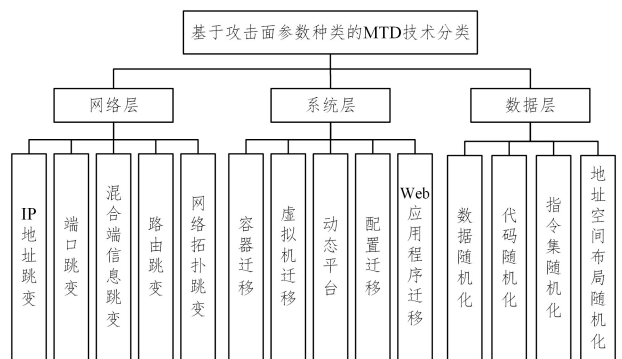 基于攻击面参数种类的MTD技术分类
网络层
系统层
数据层
IP地址跳变
端口跳变
混合端信息跳变
路由跳变
网络拓扑跳变
容器迁移
虚拟机迁移
动态平台
配置迁移
Web应用程序迁移
数据随机化
代码随机化
指令集随机化
地址空间布局随机化